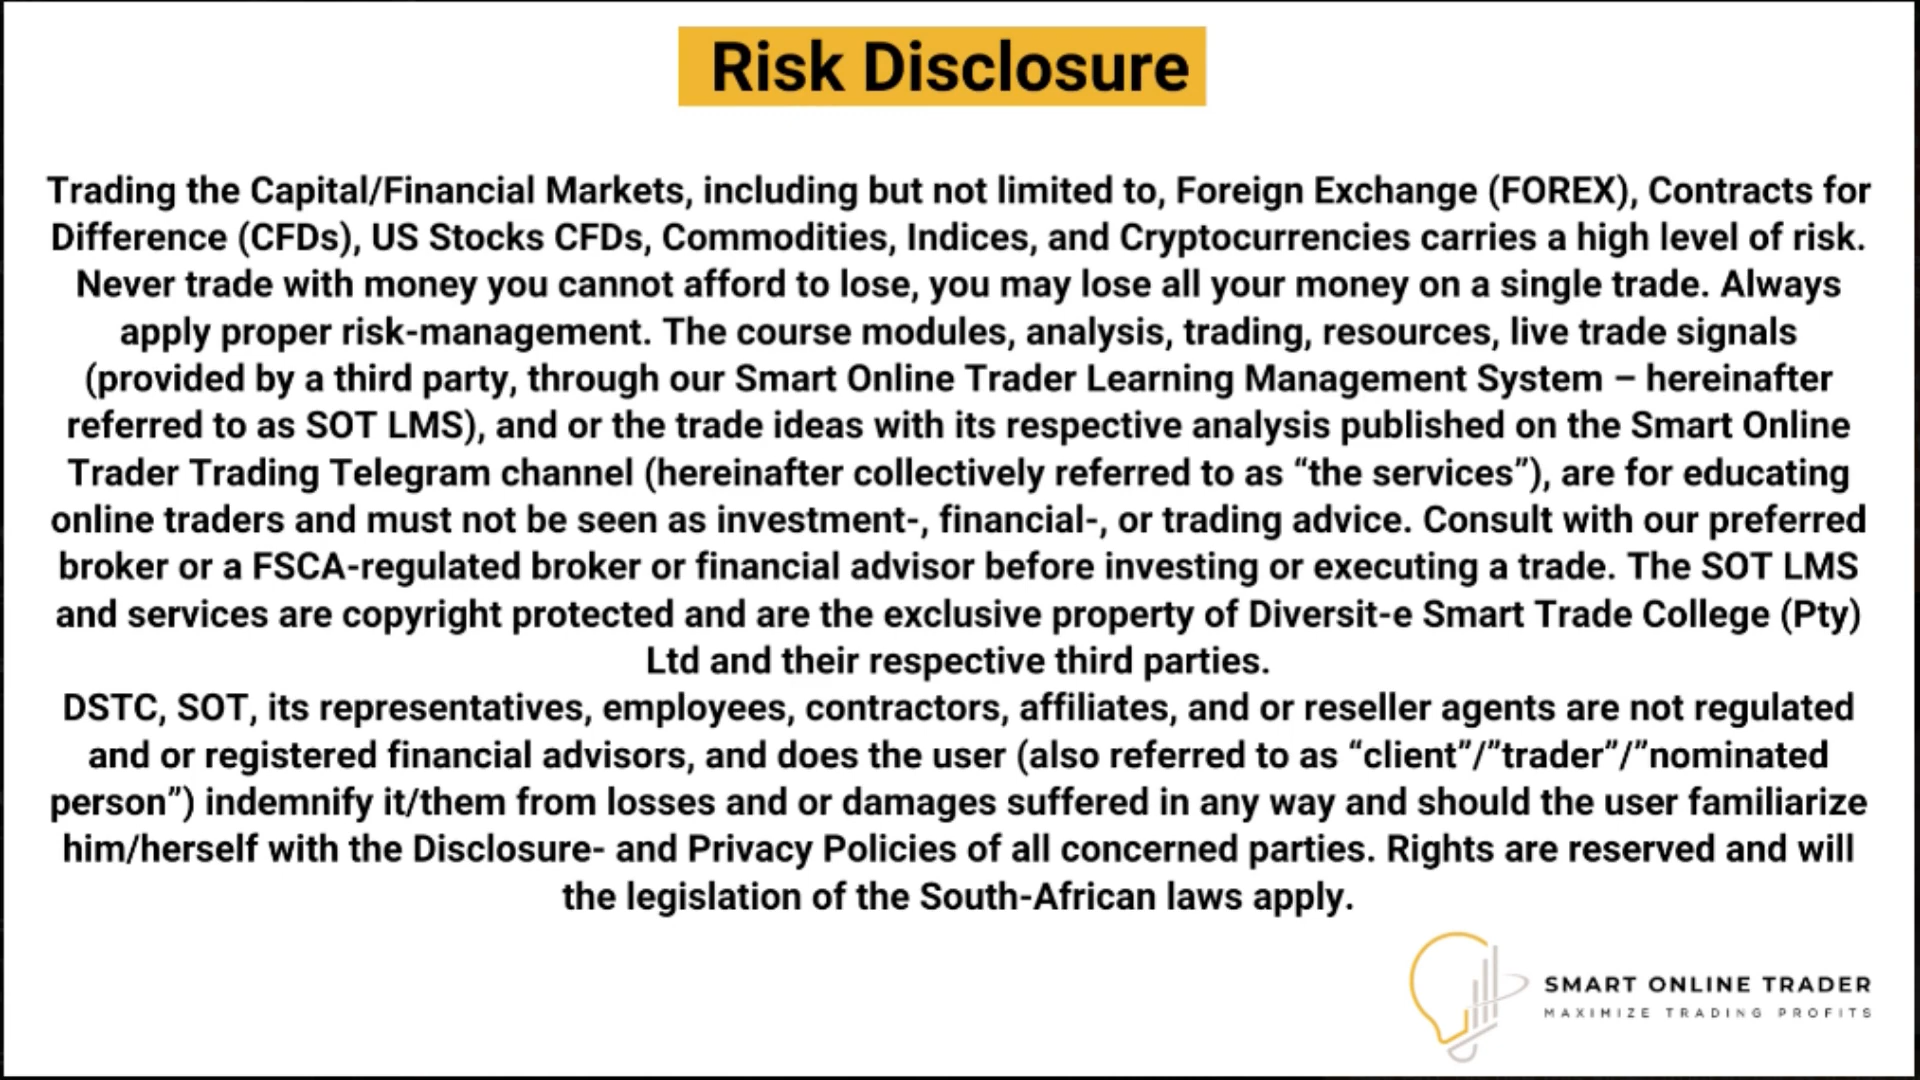 Risk Disclosure
Trading the Capital/Financial Markets, including but not limited to, Foreign Exchange (FOREX), Contracts for
Difference (CFDs), US Stocks CFDs, Commodities, Indices, and Cryptocurrencies carries a high level of risk.
Never trade with money you cannot afford to lose, you may lose all your money on a single trade. Always
apply proper risk-management. The course modules, analysis, trading, resources, live trade signals
(provided by a third party, through our Smart Online Trader Learning Management System – hereinafter
referred to as SOT LMS), and or the trade ideas with its respective analysis published on the Smart Online
Trader Trading Telegram channel (hereinafter collectively referred to as “the services”), are for educating
online traders and must not be seen as investment-, financial-, or trading advice. Consult with our preferred
broker or a FSCA-regulated broker or financial advisor before investing or executing a trade. The SOT LMS
and services are copyright protected and are the exclusive property of Diversit-e Smart Trade College (Pty)
Ltd and their respective third parties.
DSTC, SOT, its representatives, employees, contractors, affiliates, and or reseller agents are not regulated
and or registered financial advisors, and does the user (also referred to as “client”/”trader”/”nominated
person”) indemnify it/them from losses and or damages suffered in any way and should the user familiarize
him/herself with the Disclosure- and Privacy Policies of all concerned parties. Rights are reserved and will
the legislation of the South-African laws apply.
SMART ONLINE TRADER
MAXIMIZE TRADING PROFITS